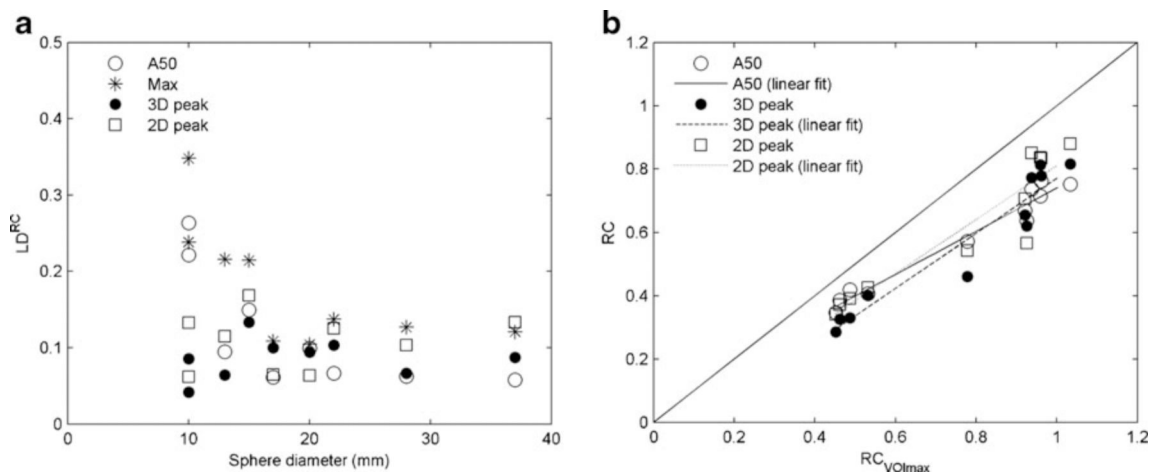 a
0.5
0.4
0.3
0.2
0.1
0
LD^RC
A50
Max
3D peak
2D peak
0 10 20 30 40
Sphere diameter (mm)
b
1.2
1
0.8
0.6
0.4
0.2
0
RC
A50
A50 (linear fit)
3D peak
3D peak (linear fit)
2D peak
2D peak (linear fit)
0 0.2 0.4 0.6 0.8 1 1.2
RC_VOImax